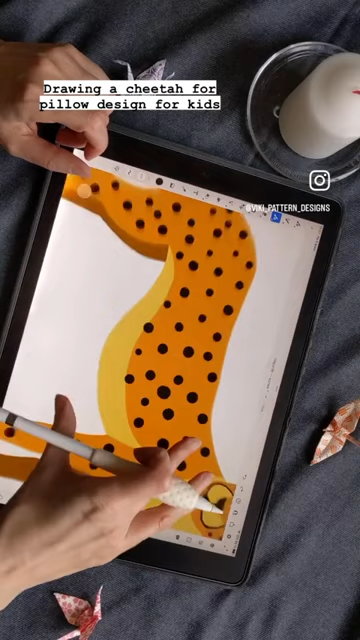 Drawing a cheetah for
pillow design for kids
@VIKI_PATTERN_DESIGNS